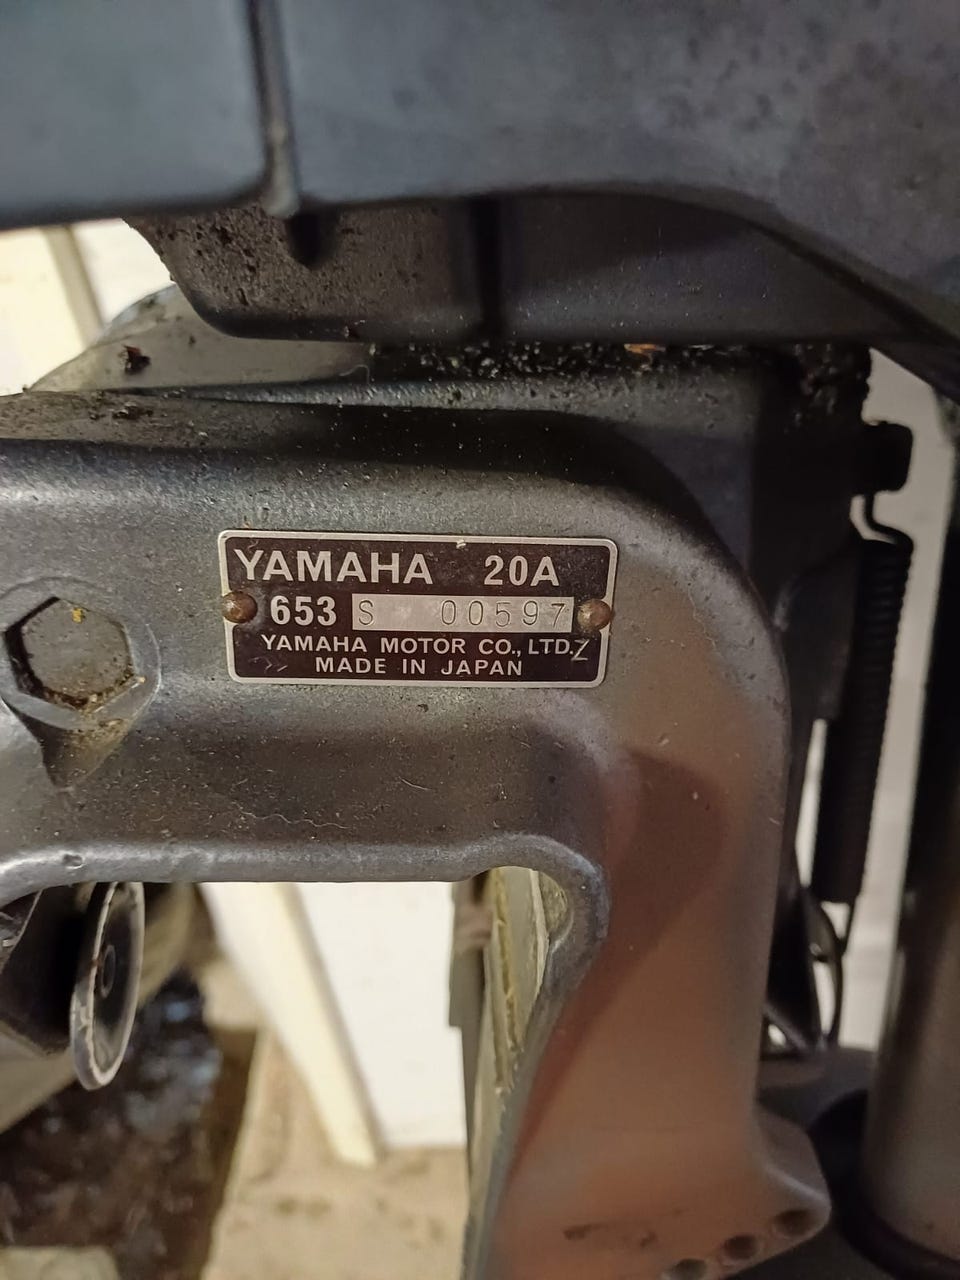 YAMAHA 20A
653 S 00597
YAMAHA MOTOR CO., LTD. Z
MADE IN JAPAN